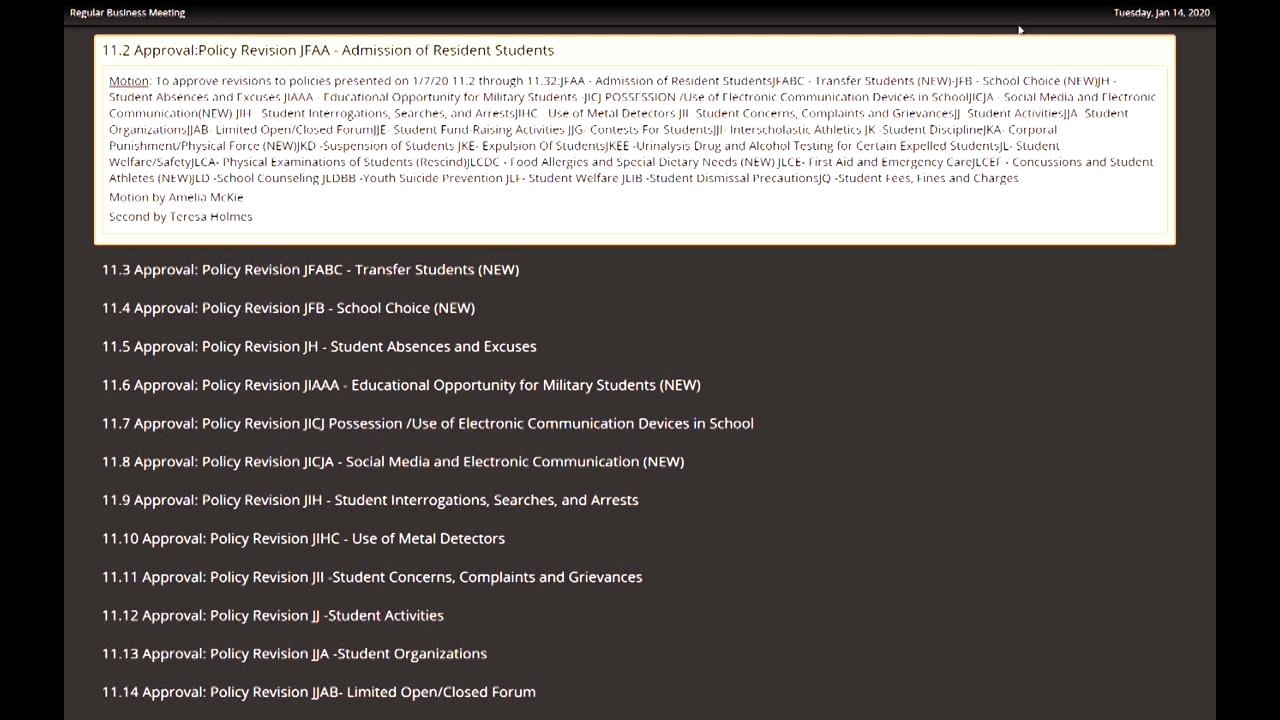 Regular Business Meeting
Tuesday, Jan 14, 2020
11.2 Approval:Policy Revision JFAA - Admission of Resident Students
Motion: To approve revisions to policies presented on 1/7/20 11.2 through 11.32:JFAA - Admission of Resident StudentsJFABC - Transfer Students (NEW)-JFB - School Choice (NEW)JH -
Student Absences and Excuses JIAAA - Educational Opportunity for Military Students -JICJ POSSESSION /Use of Electronic Communication Devices in SchoolJICJA - Social Media and Electronic
Communication(NEW) JIH - Student Interrogations, Searches, and ArrestsJIHC - Use of Metal Detectors JII -Student Concerns, Complaints and GrievancesJJ -Student ActivitiesJJA -Student
OrganizationsJJAB- Limited Open/Closed ForumJJE- Student Fund-Raising Activities JJG- Contests For StudentsJJI- Interscholastic Athletics JK -Student DisciplineJKA- Corporal
Punishment/Physical Force (NEW)JKD -Suspension of Students JKE- Expulsion Of StudentsJKEE -Urinalysis Drug and Alcohol Testing for Certain Expelled StudentsJL- Student
Welfare/SafetyJLCA- Physical Examinations of Students (Rescind)JLCDC - Food Allergies and Special Dietary Needs (NEW) JLCE- First Aid and Emergency CareJLCEF - Concussions and Student
Athletes (NEW)JLD -School Counseling JLDBB -Youth Suicide Prevention JLF- Student Welfare JLIB -Student Dismissal PrecautionsJQ -Student Fees, Fines and Charges
Motion by Amelia McKie
Second by Teresa Holmes
11.3 Approval: Policy Revision JFABC - Transfer Students (NEW)
11.4 Approval: Policy Revision JFB - School Choice (NEW)
11.5 Approval: Policy Revision JH - Student Absences and Excuses
11.6 Approval: Policy Revision JIAAA - Educational Opportunity for Military Students (NEW)
11.7 Approval: Policy Revision JICJ Possession /Use of Electronic Communication Devices in School
11.8 Approval: Policy Revision JICJA - Social Media and Electronic Communication (NEW)
11.9 Approval: Policy Revision JIH - Student Interrogations, Searches, and Arrests
11.10 Approval: Policy Revision JIHC - Use of Metal Detectors
11.11 Approval: Policy Revision JII -Student Concerns, Complaints and Grievances
11.12 Approval: Policy Revision JJ -Student Activities
11.13 Approval: Policy Revision JJA -Student Organizations
11.14 Approval: Policy Revision JJAB- Limited Open/Closed Forum